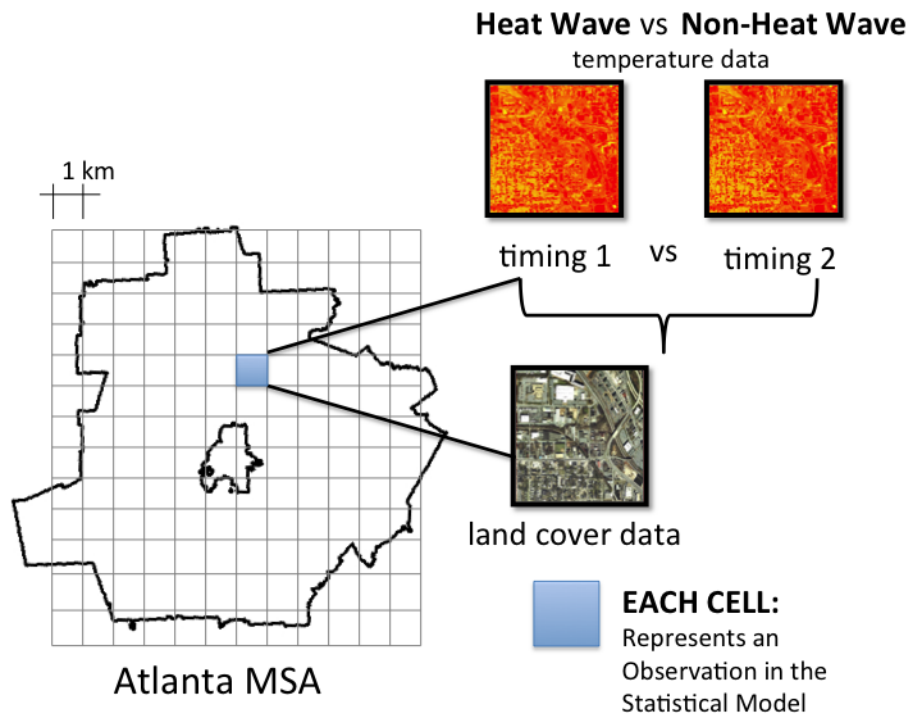 Heat Wave vs Non-Heat Wave
temperature data
1 km
timing 1 vs timing 2
land cover data
EACH CELL:
Represents an
Observation in the
Statistical Model
Atlanta MSA